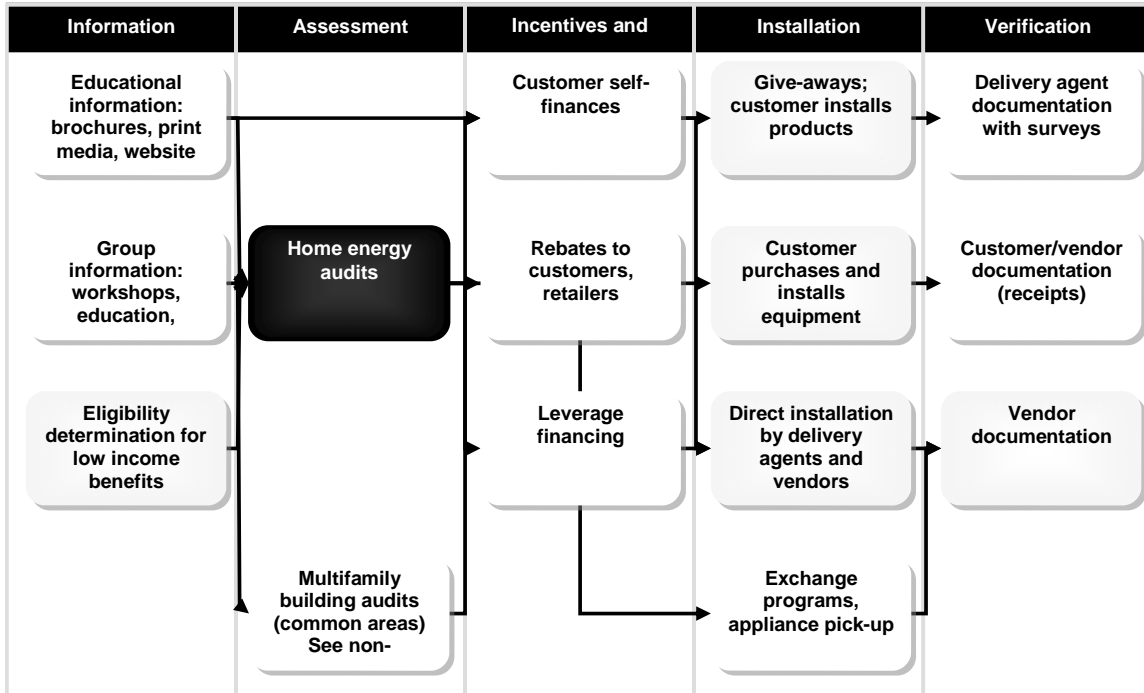 Information
Assessment
Incentives and
Installation
Verification
Educational
information:
brochures, print
media, website
Customer self-
finances
Give-aways;
customer installs
products
Delivery agent
documentation
with surveys
Group
information:
workshops,
education,
Home energy
audits
Rebates to
customers,
retailers
Customer
purchases and
installs
equipment
Customer/vendor
documentation
(receipts)
Eligibility
determination for
low income
benefits
Leverage
financing
Direct installation
by delivery
agents and
vendors
Vendor
documentation
Multifamily
building audits
(common areas)
See non-
Exchange
programs,
appliance pick-up